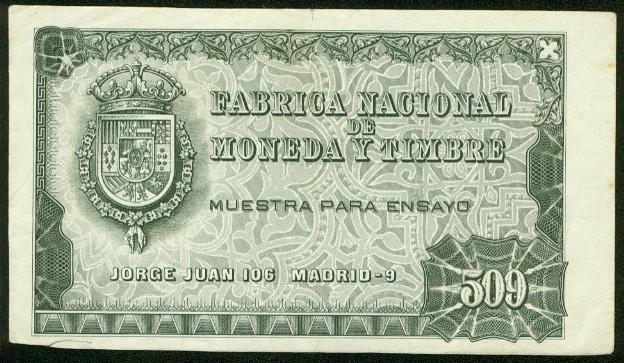 FABRICA NACIONAL
DE
MONEDA Y TIMBRE
MUESTRA PARA ENSAYO
JORGE JUAN 106 MADRID-9
509